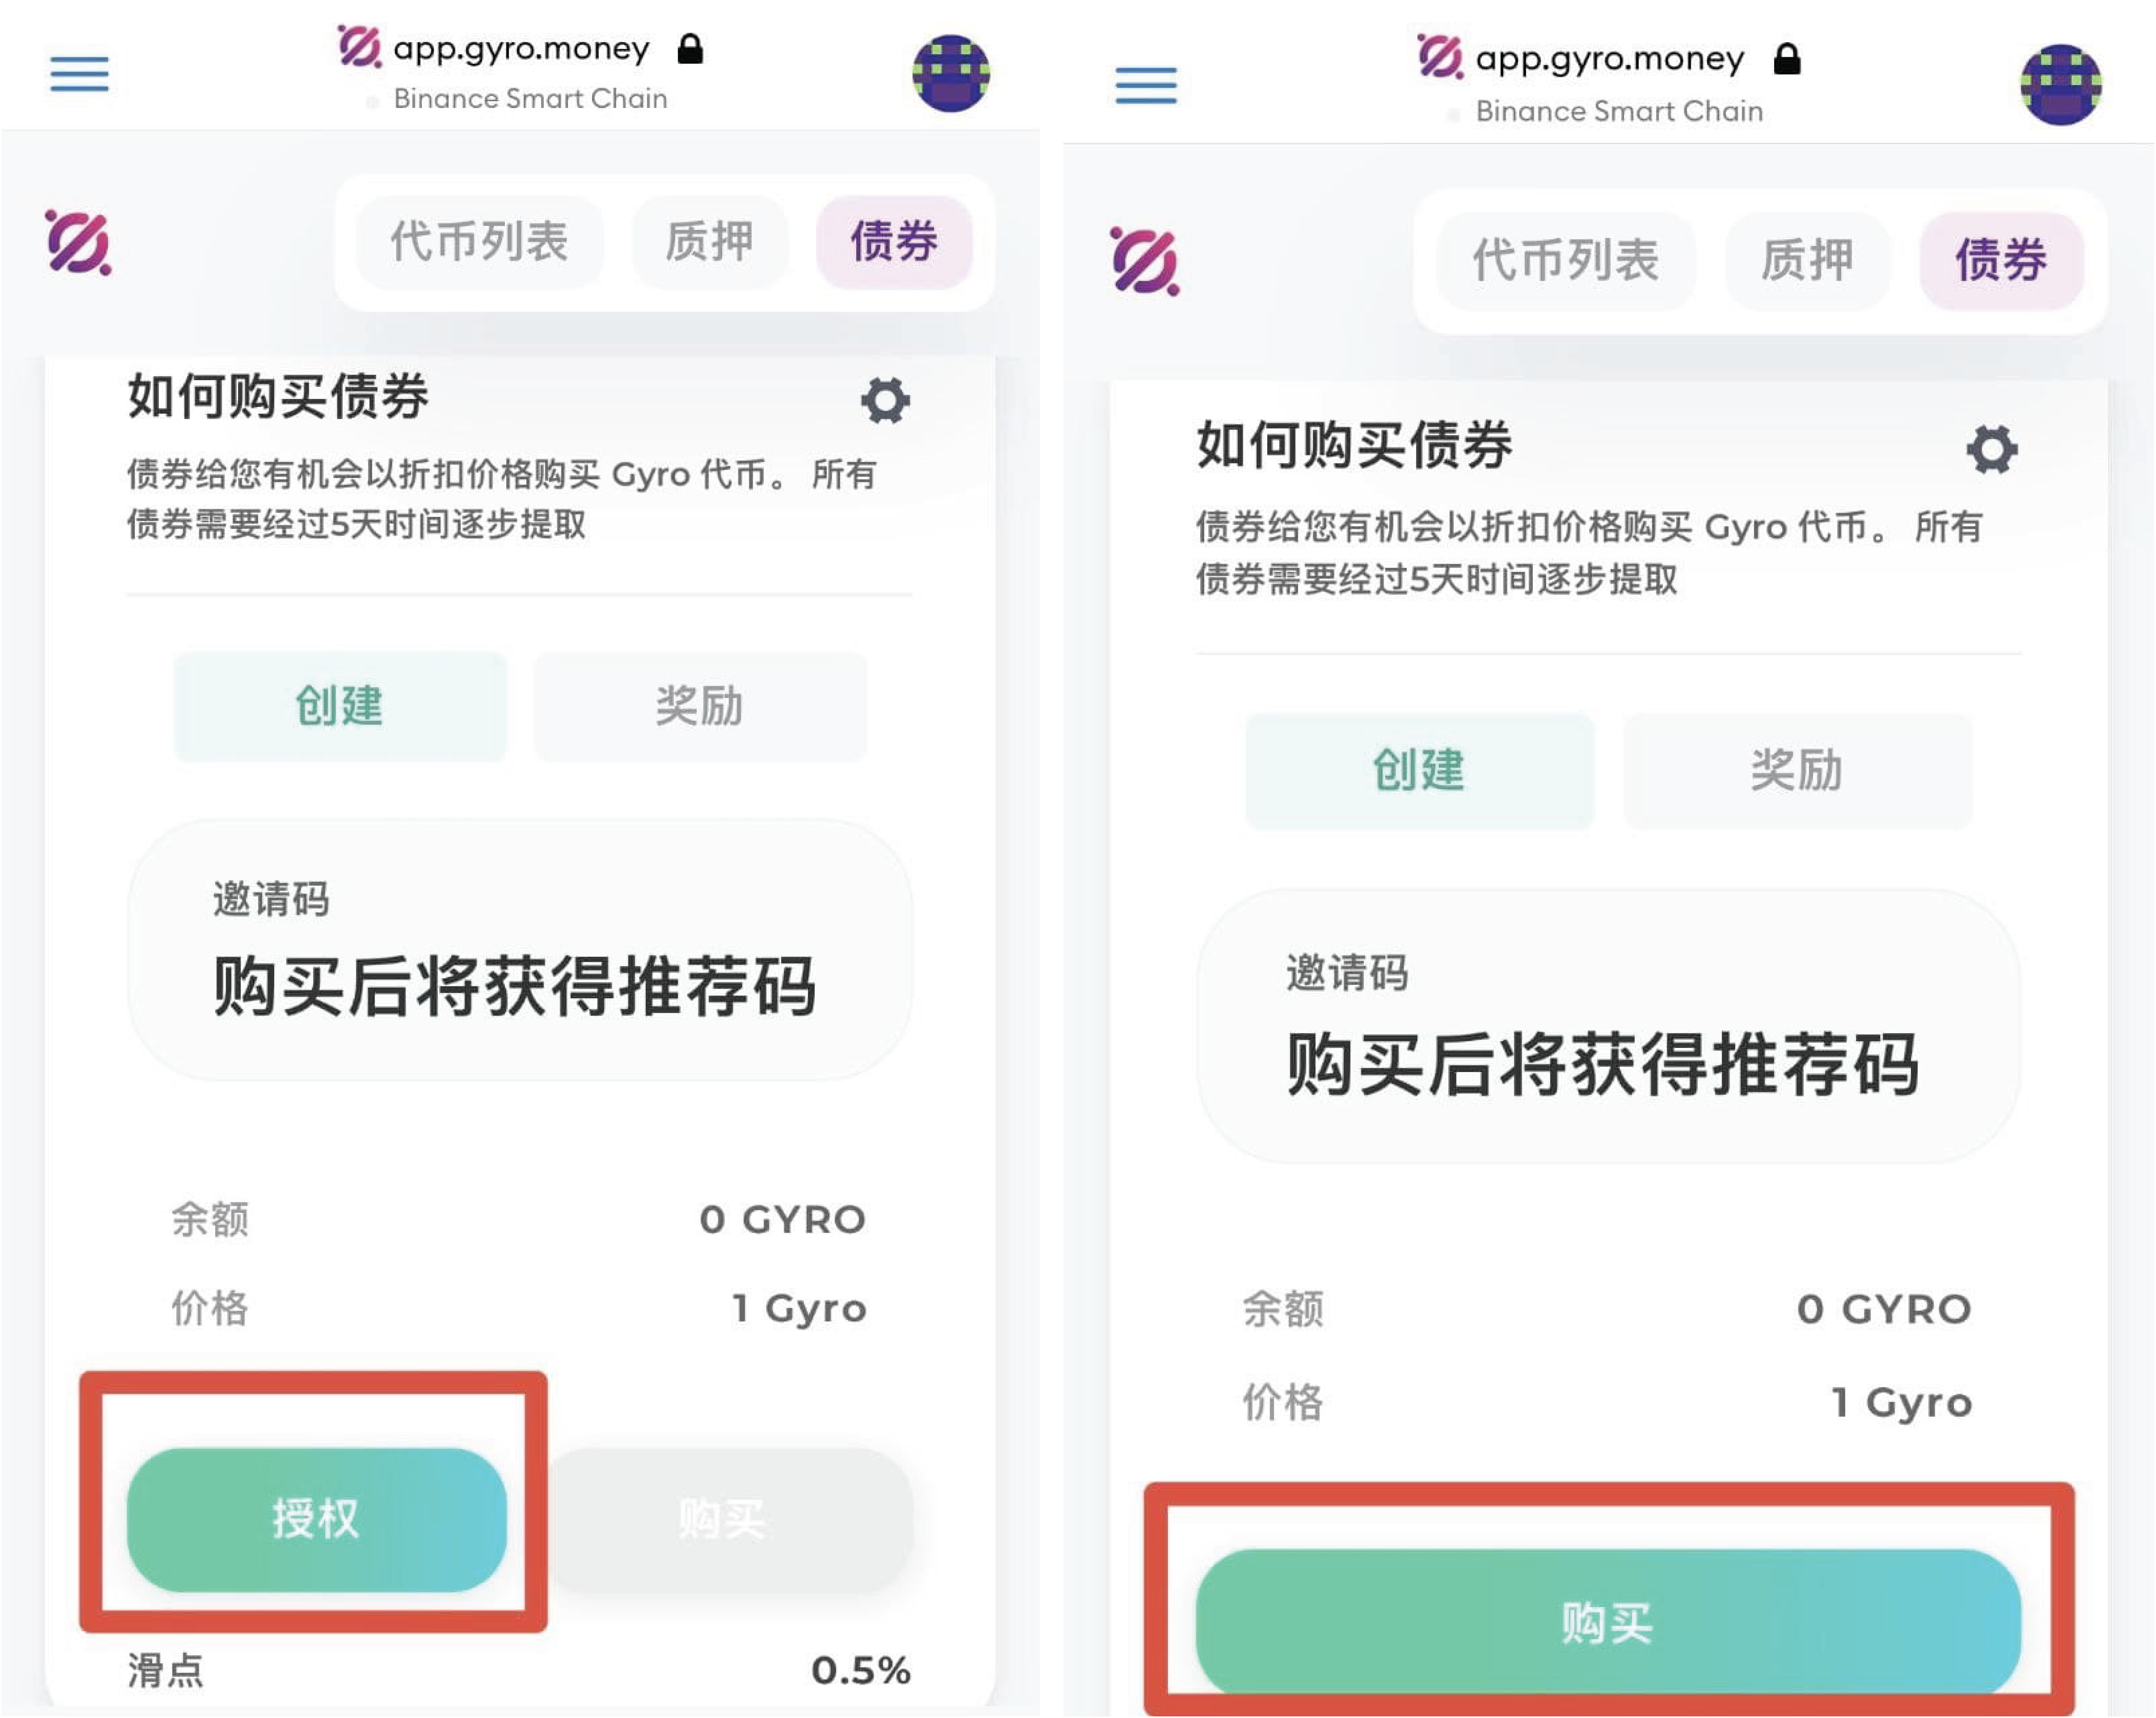 app.gyro.money
Binance Smart Chain
代币列表 质押 债券
如何购买债券
债券给您有机会以折扣价格购买 Gyro 代币。 所有
债券需要经过5天时间逐步提取
创建 奖励
邀请码
购买后将获得推荐码
余额 0 GYRO
价格 1 Gyro
授权 购买
滑点 0.5%
app.gyro.money
Binance Smart Chain
代币列表 质押 债券
如何购买债券
债券给您有机会以折扣价格购买 Gyro 代币。 所有
债券需要经过5天时间逐步提取
创建 奖励
邀请码
购买后将获得推荐码
余额 0 GYRO
价格 1 Gyro
购买